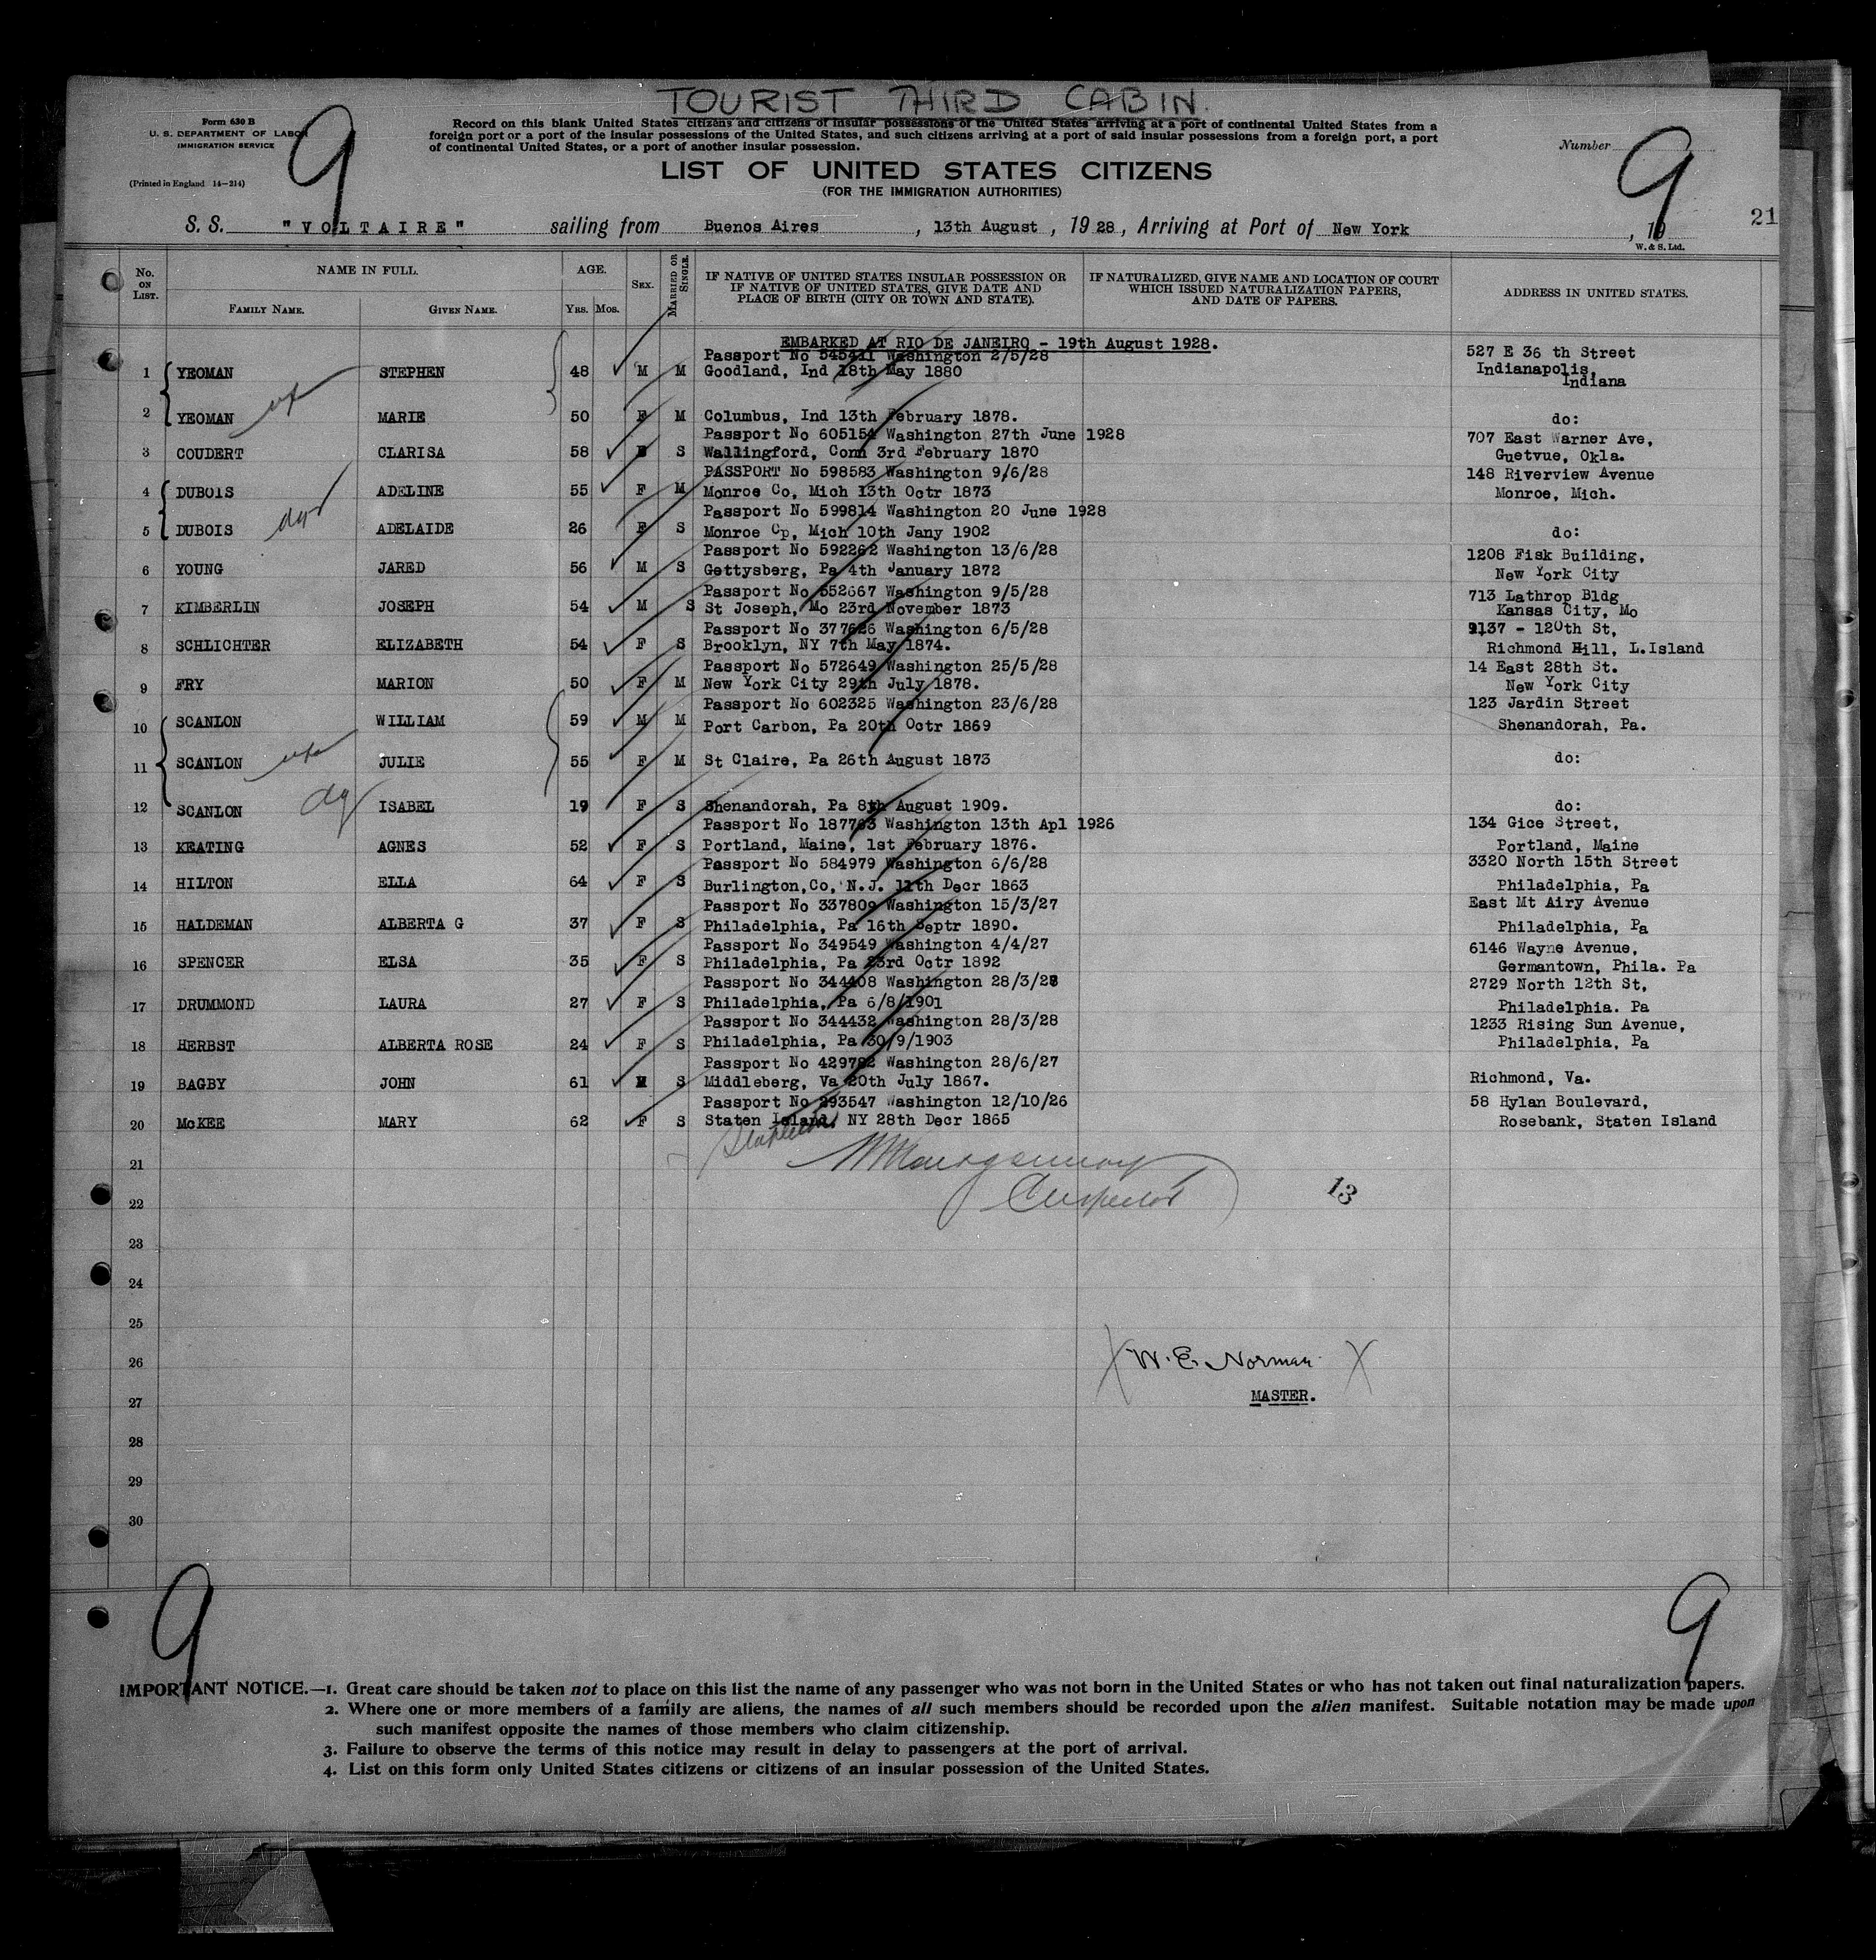 TOURIST THIRD CABIN.
Form 630 B
U. S. DEPARTMENT OF LABOR
IMMIGRATION SERVICE
(Printed in England 14-214)
9
Record on this blank United States citizens and citizens of insular possessions of the United States arriving at a port of continental United States from a
foreign port or a port of the insular possessions of the United States, and such citizens arriving at a port of said insular possessions from a foreign port, a port
of continental United States, or a port of another insular possession.
Number
9
LIST OF UNITED STATES CITIZENS
(FOR THE IMMIGRATION AUTHORITIES)
S. S. "VOLTAIRE" sailing from Buenos Aires, 13th August, 1928, Arriving at Port of New York, 19
21
W. & S. Ltd.
No. ON LIST. NAME IN FULL. AGE. SEX. MARRIED OR SINGLE. IF NATIVE OF UNITED STATES INSULAR POSSESSION OR IF NATIVE OF UNITED STATES, GIVE DATE AND PLACE OF BIRTH (CITY OR TOWN AND STATE). IF NATURALIZED, GIVE NAME AND LOCATION OF COURT WHICH ISSUED NATURALIZATION PAPERS, AND DATE OF PAPERS. ADDRESS IN UNITED STATES.
FAMILY NAME. GIVEN NAME. YRS. MOS.
EMBARKED AT RIO DE JANEIRO - 19th August 1928.
Passport No 545411 Washington 2/5/28 527 E 36 th Street
1 YEOMAN STEPHEN 48 M M Goodland, Ind 18th May 1880 Indianapolis,
Indiana
2 YEOMAN MARIE 50 F M Columbus, Ind 13th February 1878. do:
Passport No 605154 Washington 27th June 1928 707 East Warner Ave,
3 COUDERT CLARISA 58 S Wallingford, Conn 3rd February 1870 Guetvue, Okla.
PASSPORT No 598583 Washington 9/6/28 148 Riverview Avenue
4 DUBOIS ADELINE 55 F M Monroe Co, Mich 13th Octr 1873 Monroe, Mich.
Passport No 599814 Washington 20 June 1928
5 DUBOIS ADELAIDE 26 F S Monroe Cp, Mich 10th Jany 1902 do:
Passport No 592262 Washington 13/6/28 1208 Fisk Building,
6 YOUNG JARED 56 M S Gettysberg, Pa 4th January 1872 New York City
Passport No 552667 Washington 9/5/28 713 Lathrop Bldg
7 KIMBERLIN JOSEPH 54 M S St Joseph, Mo 23rd November 1873 Kansas City, Mo
Passport No 377626 Washington 6/5/28 9137 - 120th St,
8 SCHLICHTER ELIZABETH 54 F S Brooklyn, NY 7th May 1874. Richmond Hill, L.Island
Passport No 572649 Washington 25/5/28 14 East 28th St.
9 FRY MARION 50 F M New York City 29th July 1878. New York City
Passport No 602325 Washington 23/6/28 123 Jardin Street
10 SCANLON WILLIAM 59 M M Port Carbon, Pa 20th Octr 1869 Shenandorah, Pa.
11 SCANLON JULIE 55 F M St Claire, Pa 26th August 1873 do:
12 SCANLON ISABEL 19 F S Shenandorah, Pa 8th August 1909. do:
Passport No 187763 Washington 13th Apl 1926 134 Gice Street,
13 KEATING AGNES 52 F S Portland, Maine, 1st February 1876. Portland, Maine
Passport No 584979 Washington 6/6/28 3320 North 15th Street
14 HILTON ELLA 64 F S Burlington,Co, N.J. 11th Decr 1863 Philadelphia, Pa
Passport No 337809 Washington 15/3/27 East Mt Airy Avenue
15 HALDEMAN ALBERTA G 37 F S Philadelphia, Pa 16th Septr 1890. Philadelphia, Pa
Passport No 349549 Washington 4/4/27 6146 Wayne Avenue,
16 SPENCER ELSA 35 F S Philadelphia, Pa 23rd Octr 1892 Germantown, Phila. Pa
Passport No 344408 Washington 28/3/28 2729 North 12th St,
17 DRUMMOND LAURA 27 F S Philadelphia, Pa 6/8/1901 Philadelphia. Pa
Passport No 344432 Washington 28/3/28 1233 Rising Sun Avenue,
18 HERBST ALBERTA ROSE 24 F S Philadelphia, Pa 30/9/1903 Philadelphia, Pa
Passport No 429782 Washington 28/6/27
19 BAGBY JOHN 61 M S Middleberg, Va 20th July 1867. Richmond, Va.
Passport No 293547 Washington 12/10/26 58 Hylan Boulevard,
20 McKEE MARY 62 F S Staten Island, NY 28th Decr 1865 Rosebank, Staten Island
Stapleton
21
Inspector
22
13
23
24
25
26
W. E. Norman
27
MASTER.
28
29
30
9
9
IMPORTANT NOTICE.—1. Great care should be taken not to place on this list the name of any passenger who was not born in the United States or who has not taken out final naturalization papers.
2. Where one or more members of a family are aliens, the names of all such members should be recorded upon the alien manifest. Suitable notation may be made upon
such manifest opposite the names of those members who claim citizenship.
3. Failure to observe the terms of this notice may result in delay to passengers at the port of arrival.
4. List on this form only United States citizens or citizens of an insular possession of the United States.